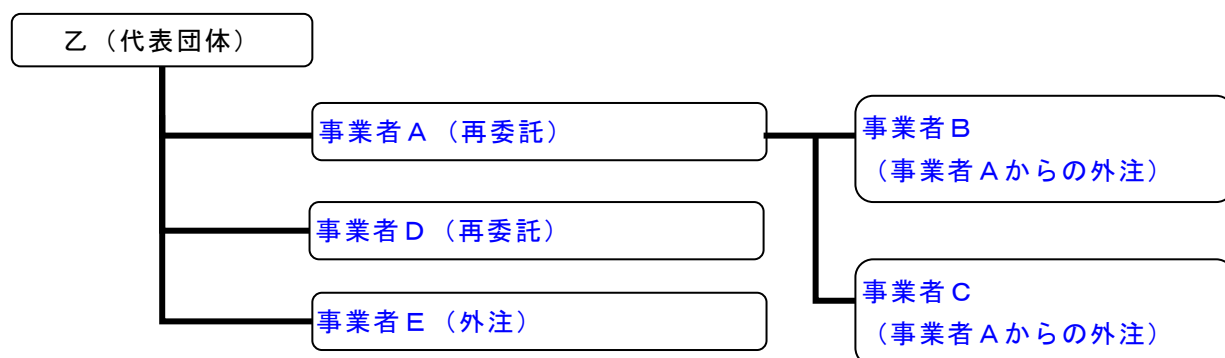 乙（代表団体）
事業者Ａ（再委託）
事業者Ｂ
（事業者Ａからの外注）
事業者Ｄ（再委託）
事業者Ｃ
（事業者Ａからの外注）
事業者Ｅ（外注）